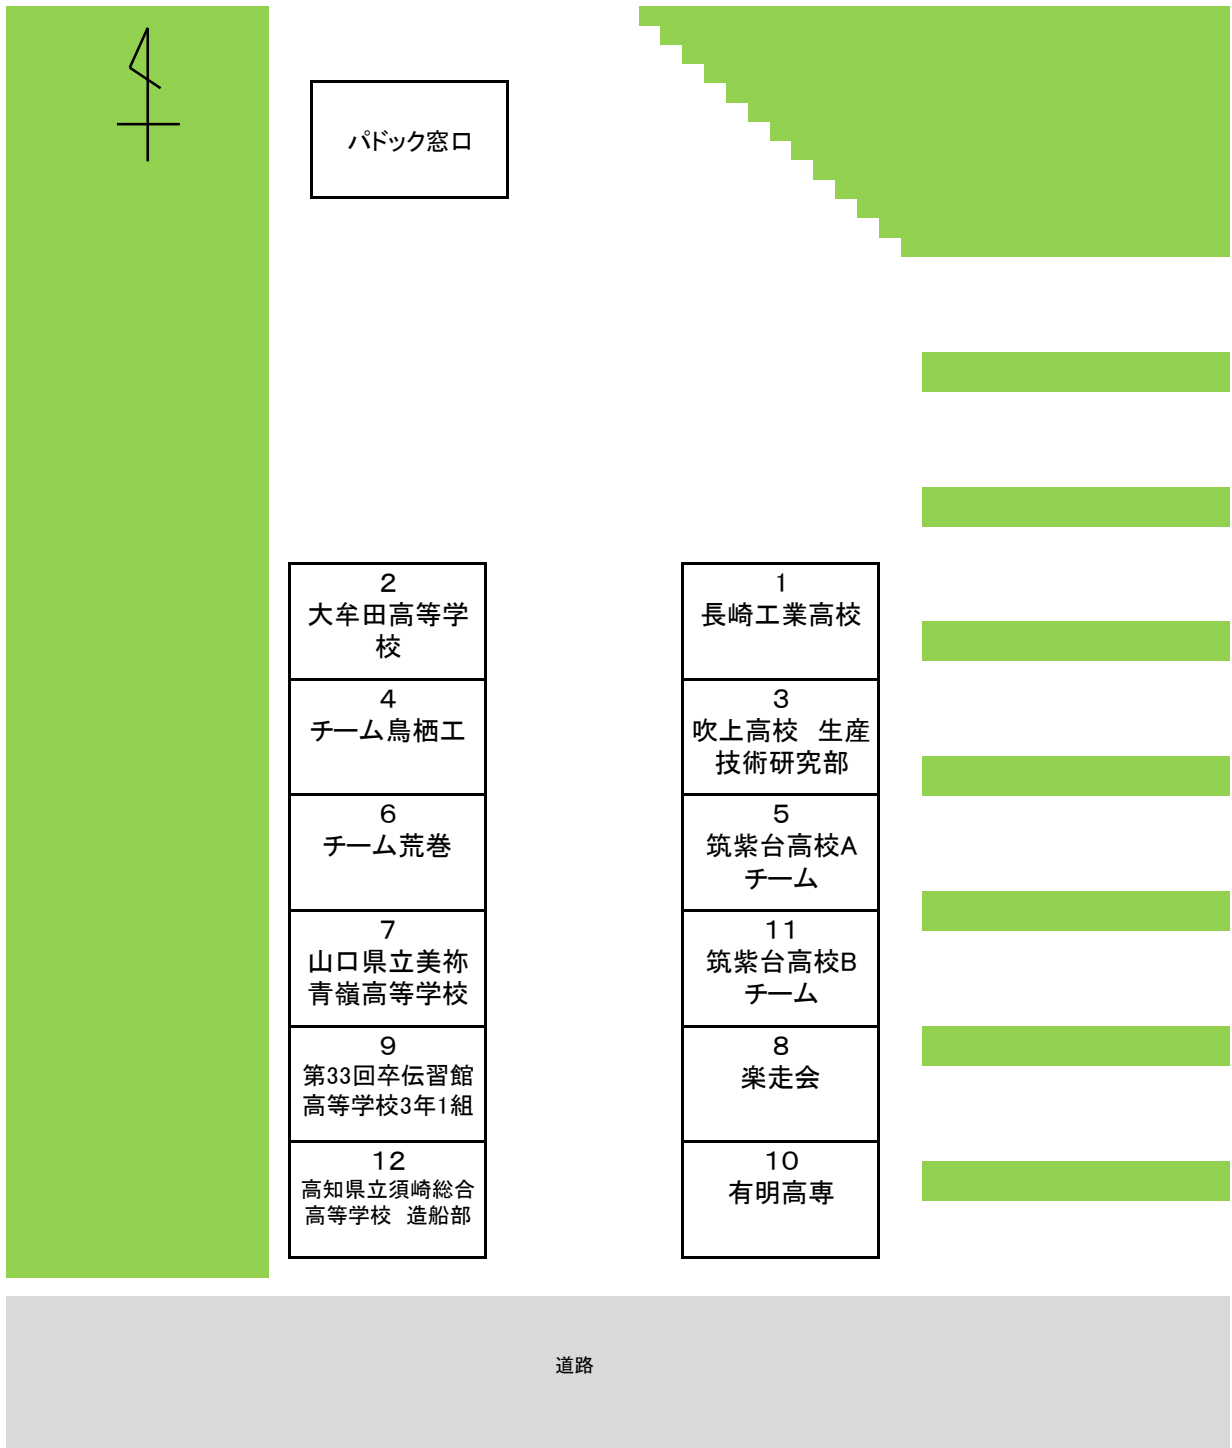 パドック窓口
2
大牟田高等学
校
1
長崎工業高校
4
チーム鳥栖工
3
吹上高校　生産
技術研究部
6
チーム荒巻
5
筑紫台高校A
チーム
7
山口県立美祢
青嶺高等学校
11
筑紫台高校B
チーム
9
第33回卒伝習館
高等学校3年1組
8
楽走会
12
高知県立須崎総合
高等学校　造船部
10
有明高専
道路